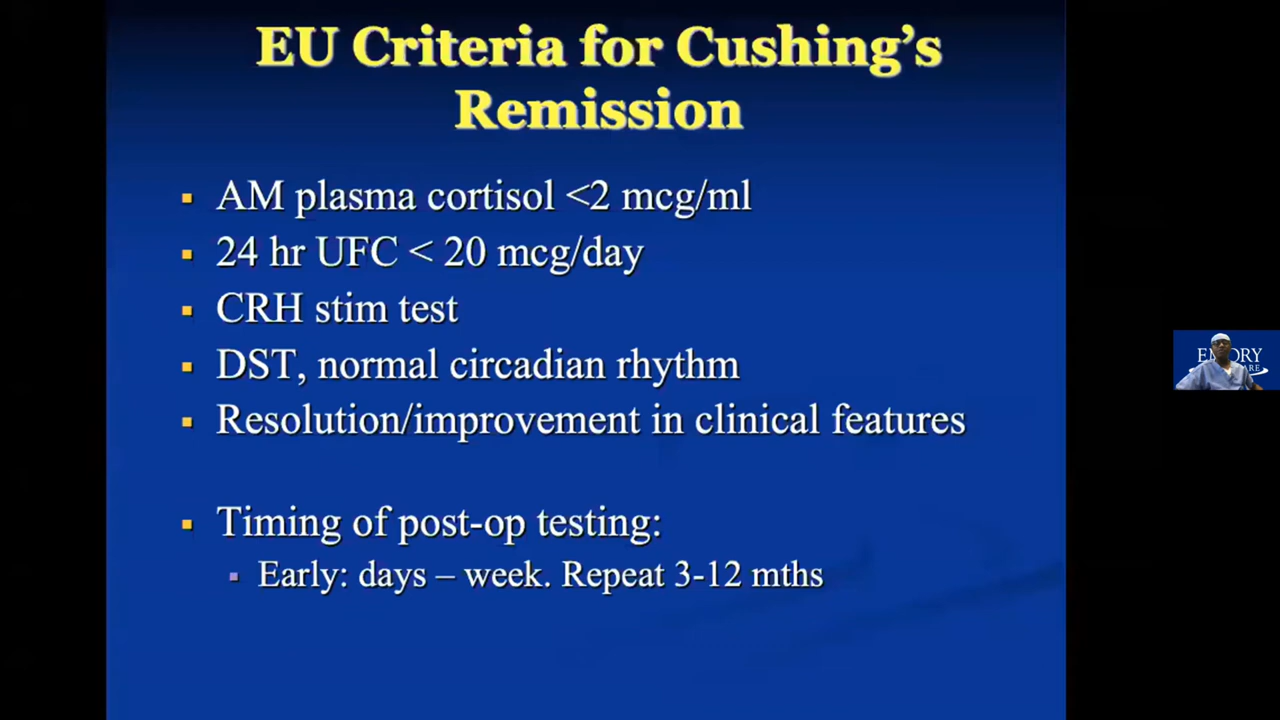 EU Criteria for Cushing's
Remission
▪ AM plasma cortisol <2 mcg/ml
▪ 24 hr UFC < 20 mcg/day
▪ CRH stim test
▪ DST, normal circadian rhythm
▪ Resolution/improvement in clinical features
▪ Timing of post-op testing:
▪ Early: days – week. Repeat 3-12 mths